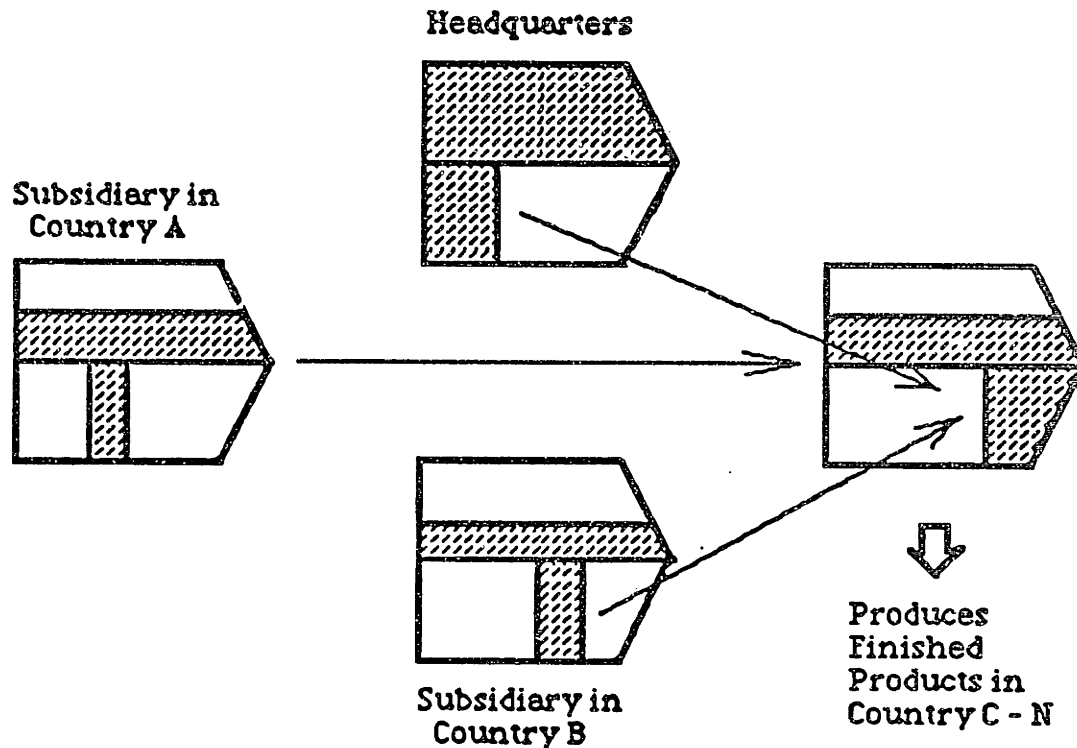 Headquarters
Subsidiary in
Country A
Subsidiary in
Country B
Produces
Finished
Products in
Country C - N